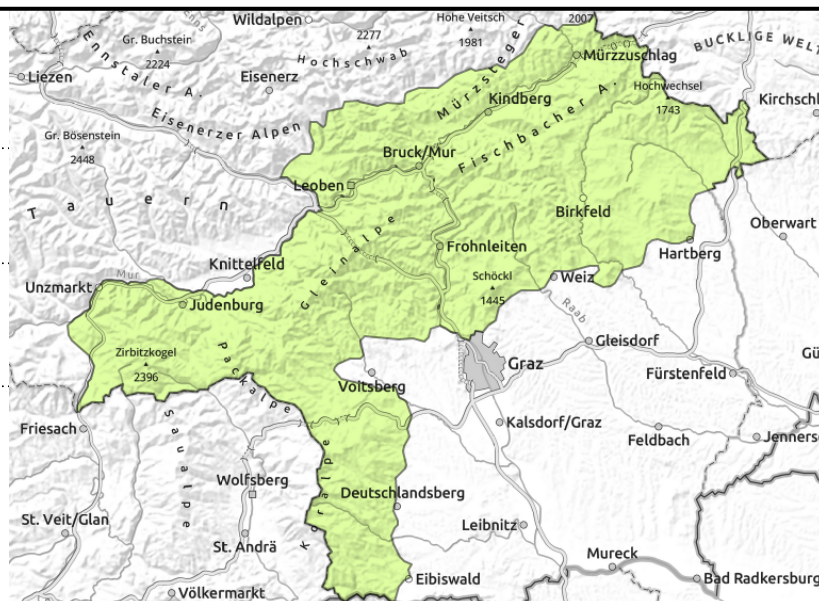 Wildalpen
Hohe Veitsch
1981
2007
Enns
Gr. Buchstein
2224
2277
Hochschwab
Mürzsteger
Mürzzuschlag
BUCKLIGE WELT
Ennstaler A.
Liezen
Eisenerz
Hochwechsel
1743
Kirchschl
Kindberg
Eisenerzer Alpen
Fischbacher A.
Gr. Bösenstein
2448
Bruck/Mur
Leoben
Tauern
Birkfeld
Oberwart
Frohnleiten
Hartberg
Knittelfeld
Gleinalpe
Schöckl
1445
Weiz
Mur
Unzmarkt
Judenburg
Raab
Zirbitzkogel
2396
Packalpe
Graz
Gleisdorf
Gü
Voitsberg
Fürstenfeld
Friesach
Saualpe
Kalsdorf/Graz
Feldbach
Jenners
Wolfsberg
Koralpe
Deutschlandsberg
St. Veit/Glan
Leibnitz
St. Andrä
Mureck
Eibiswald
Bad Radkersburg
Völkermarkt